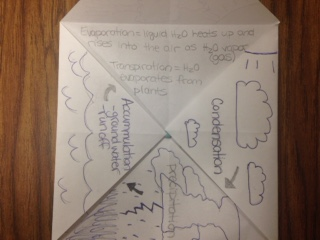 Evaporation = liquid H₂O heats up and
rises into the air as H₂O vapor
(gas)
Transpiration = H₂O
evaporates from
plants
Condensation
Accumulation
-groundwater
-runoff
Precipitation